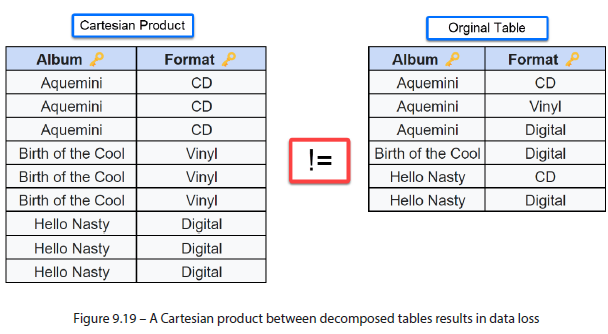 Cartesian Product
Album Format
Aquemini CD
Aquemini CD
Aquemini CD
Birth of the Cool Vinyl
Birth of the Cool Vinyl
Birth of the Cool Vinyl
Hello Nasty Digital
Hello Nasty Digital
Hello Nasty Digital
!=
Orginal Table
Album Format
Aquemini CD
Aquemini Vinyl
Aquemini Digital
Birth of the Cool Digital
Hello Nasty CD
Hello Nasty Digital
Figure 9.19 – A Cartesian product between decomposed tables results in data loss